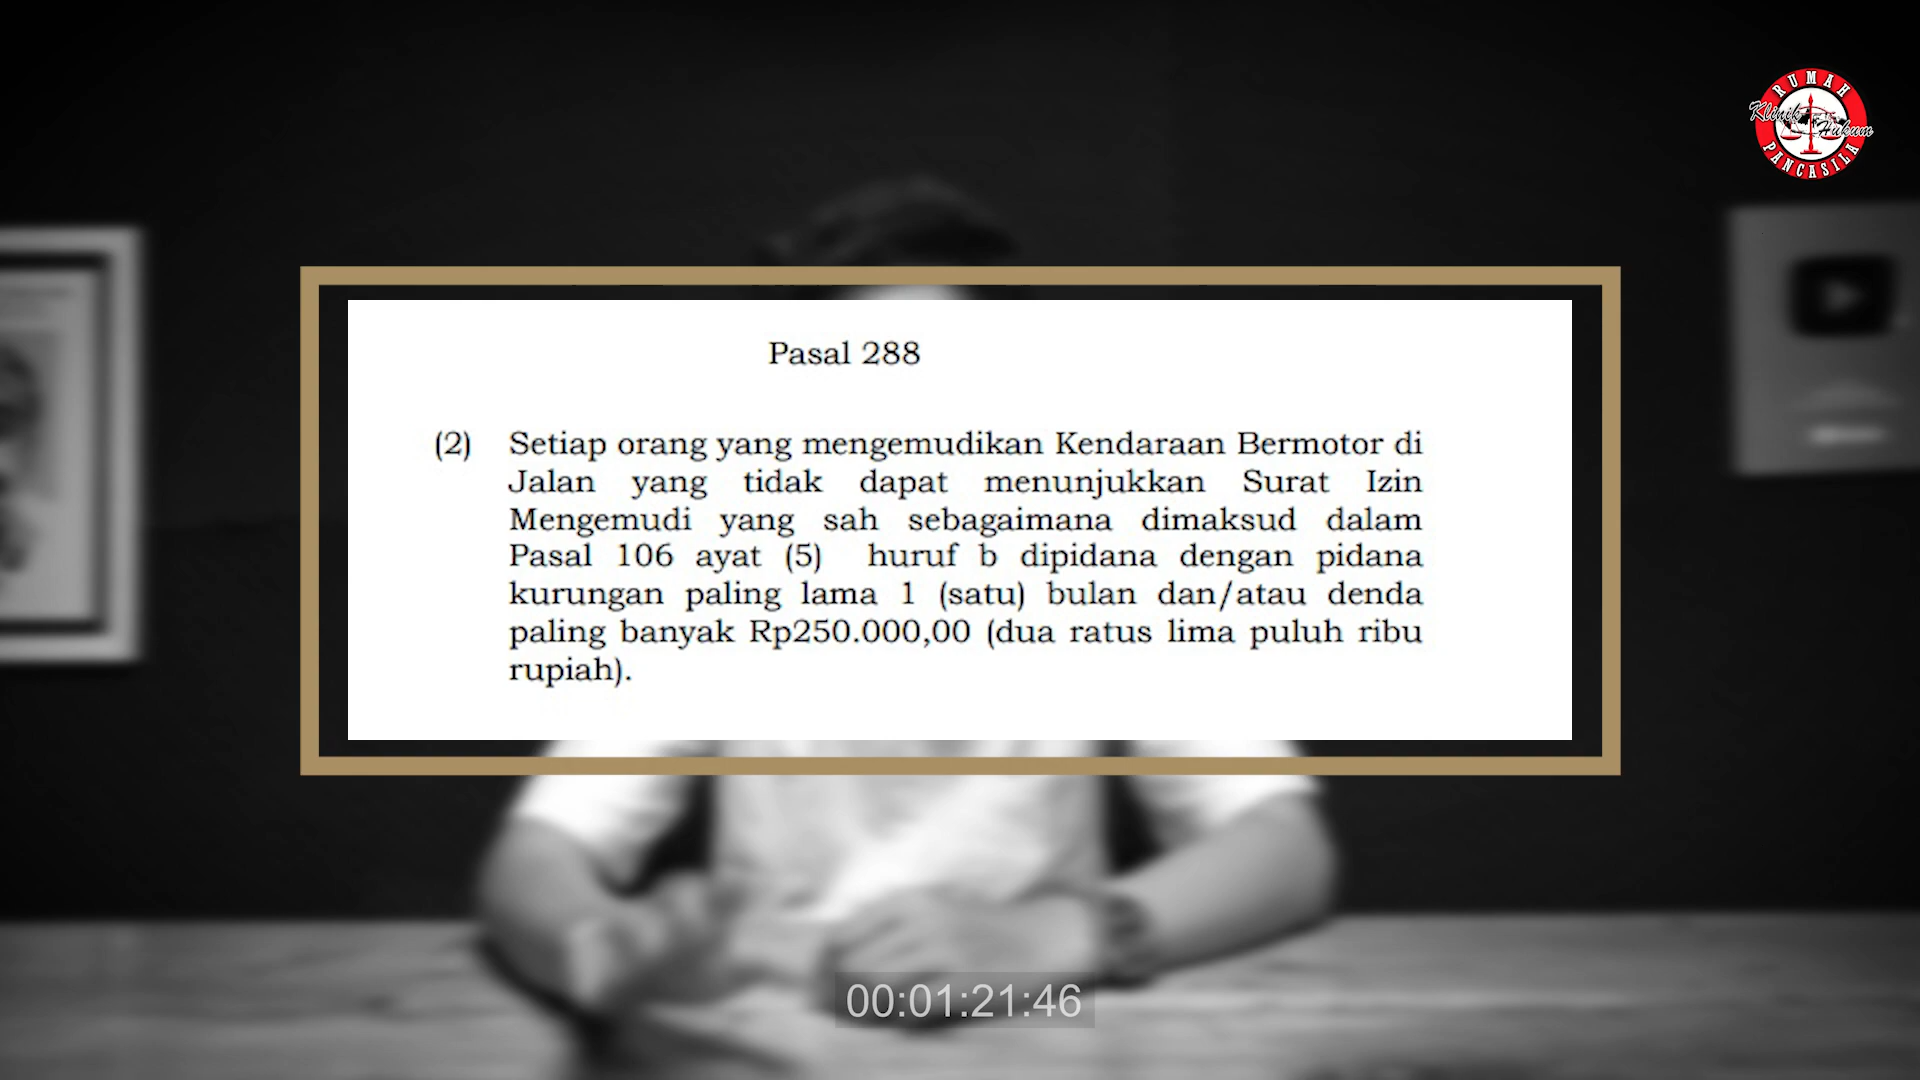 RUMAH
Klinik Hukum
PANCASILA
Pasal 288
(2) Setiap orang yang mengemudikan Kendaraan Bermotor di
Jalan yang tidak dapat menunjukkan Surat Izin
Mengemudi yang sah sebagaimana dimaksud dalam
Pasal 106 ayat (5) huruf b dipidana dengan pidana
kurungan paling lama 1 (satu) bulan dan/atau denda
paling banyak Rp250.000,00 (dua ratus lima puluh ribu
rupiah).
00:01:21:46